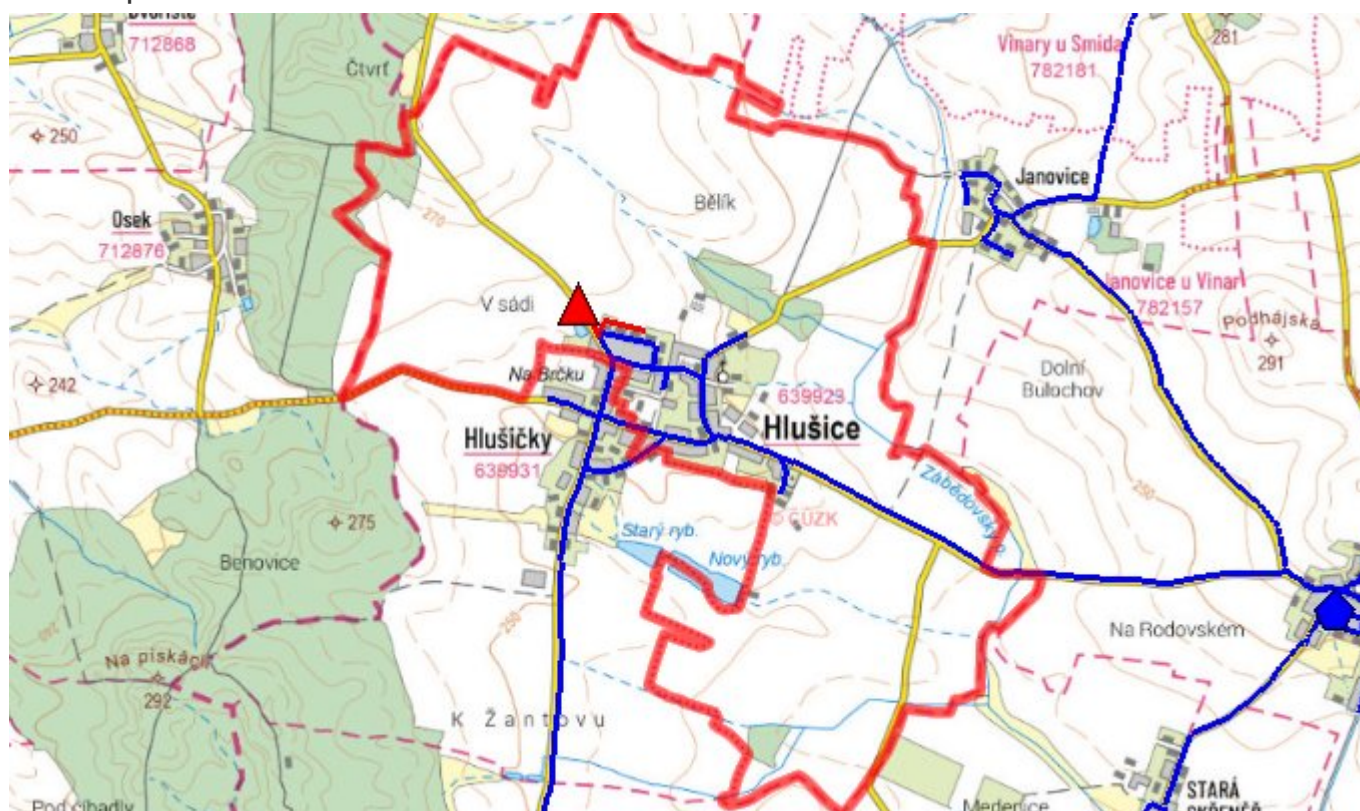 712868
Čtvrť
Vinary u Smida
782181
281
250
Osek
712876
270
Bělík
Janovice
V sádi
Janovice u Vinar
782157
Podhájská
291
242
Na Brčku
Dolní
Bulochov
639923
Hlušičky
639931
Hlušice
250
Zábědovský p.
275
© ČÚZK
Starý ryb.
Nový ryb.
Benovice
240
250
Na Rodovském
Na pískách
292
K Žantovu
STARÁ
Pod cihadly